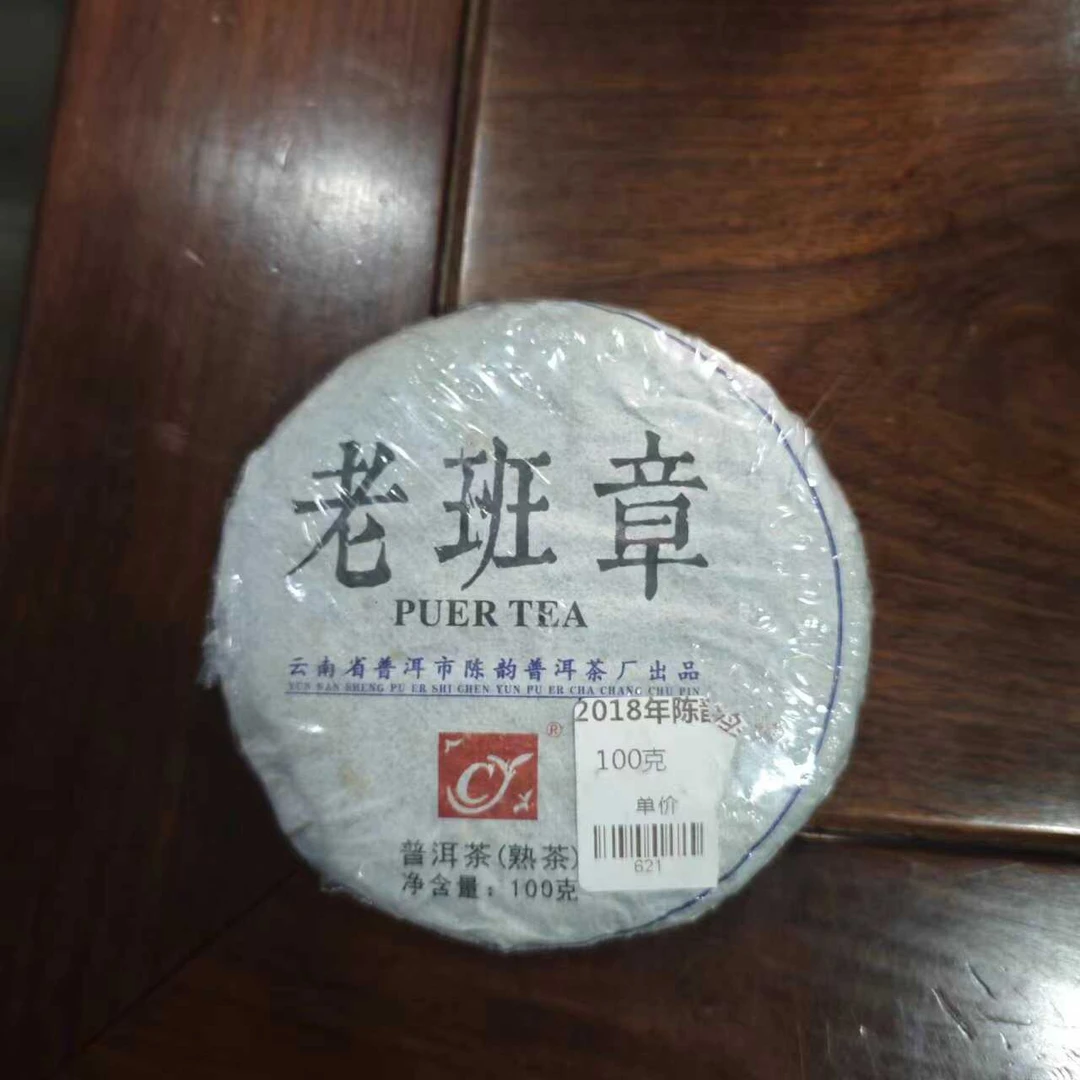 老班章
PUER TEA
云南省普洱市陈韵普洱茶厂出品
YUN NAN SHENG PU ER SHI CHEN YUN PU ER CHA CHANG CHU PIN
2018年陈韵
®
CY
100克
单价
621
普洱茶(熟茶)
净含量：100克